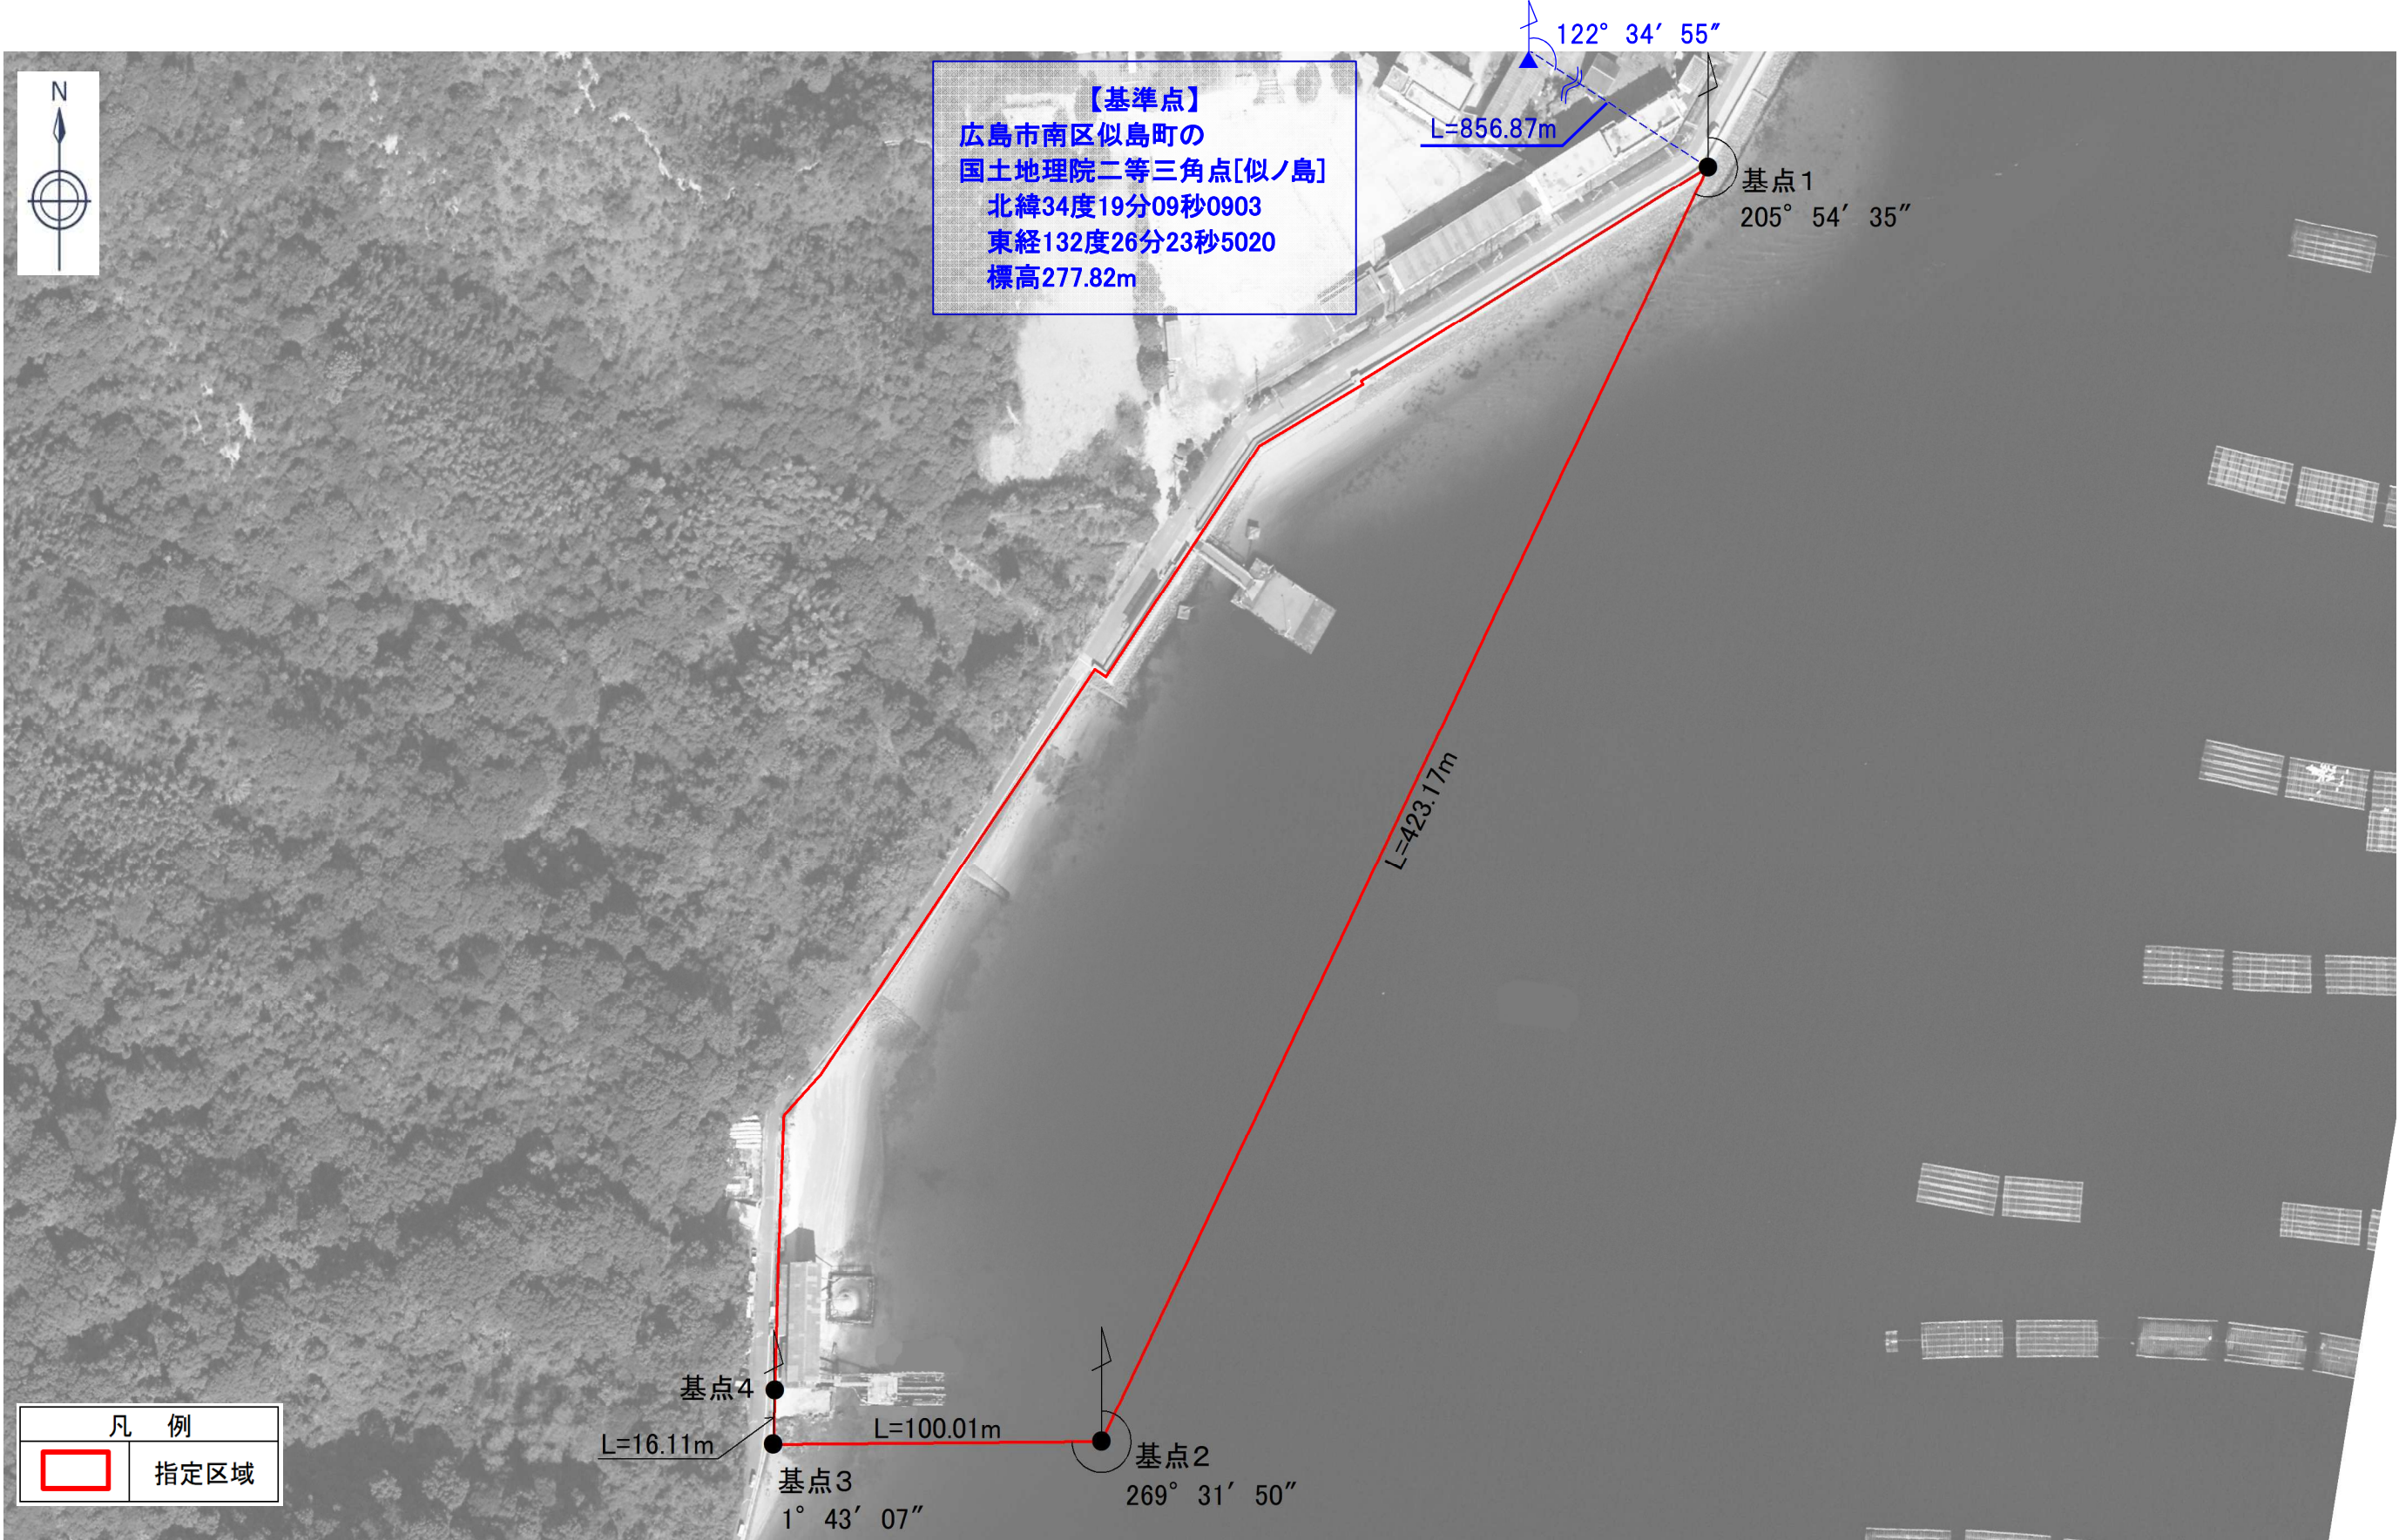 122° 34′ 55″
N
【基準点】
広島市南区似島町の
国土地理院二等三角点[似ノ島]
北緯34度19分09秒0903
東経132度26分23秒5020
標高277.82m
L=856.87m
基点1
205° 54′ 35″
L=423.17m
基点4
L=16.11m
L=100.01m
基点3
1° 43′ 07″
基点2
269° 31′ 50″
凡 例
指定区域